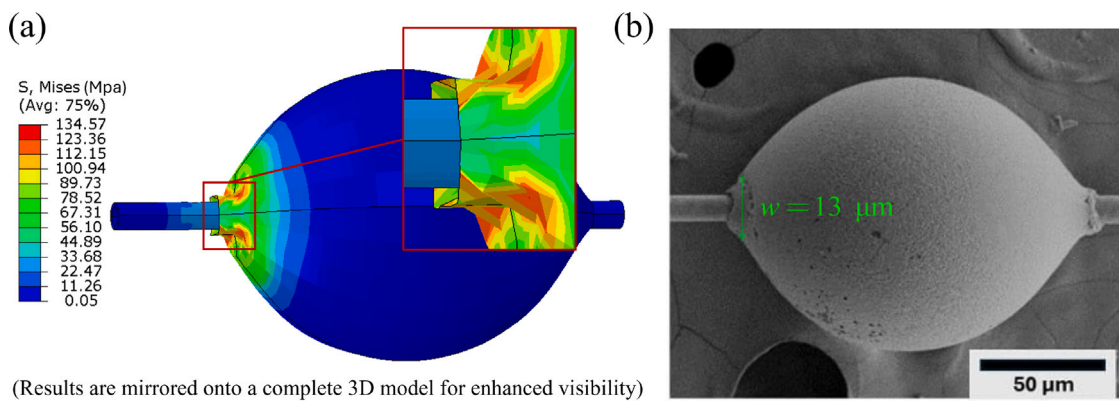 (a)
S, Mises (Mpa)
(Avg: 75%)
134.57
123.36
112.15
100.94
89.73
78.52
67.31
56.10
44.89
33.68
22.47
11.26
0.05
(Results are mirrored onto a complete 3D model for enhanced visibility)
(b)
w=13 μm
50 μm